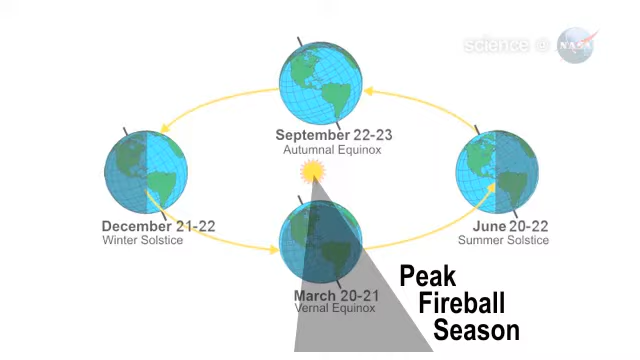 science @ NASA
September 22-23
Autumnal Equinox
December 21-22
Winter Solstice
June 20-22
Summer Solstice
March 20-21
Vernal Equinox
Peak
Fireball
Season